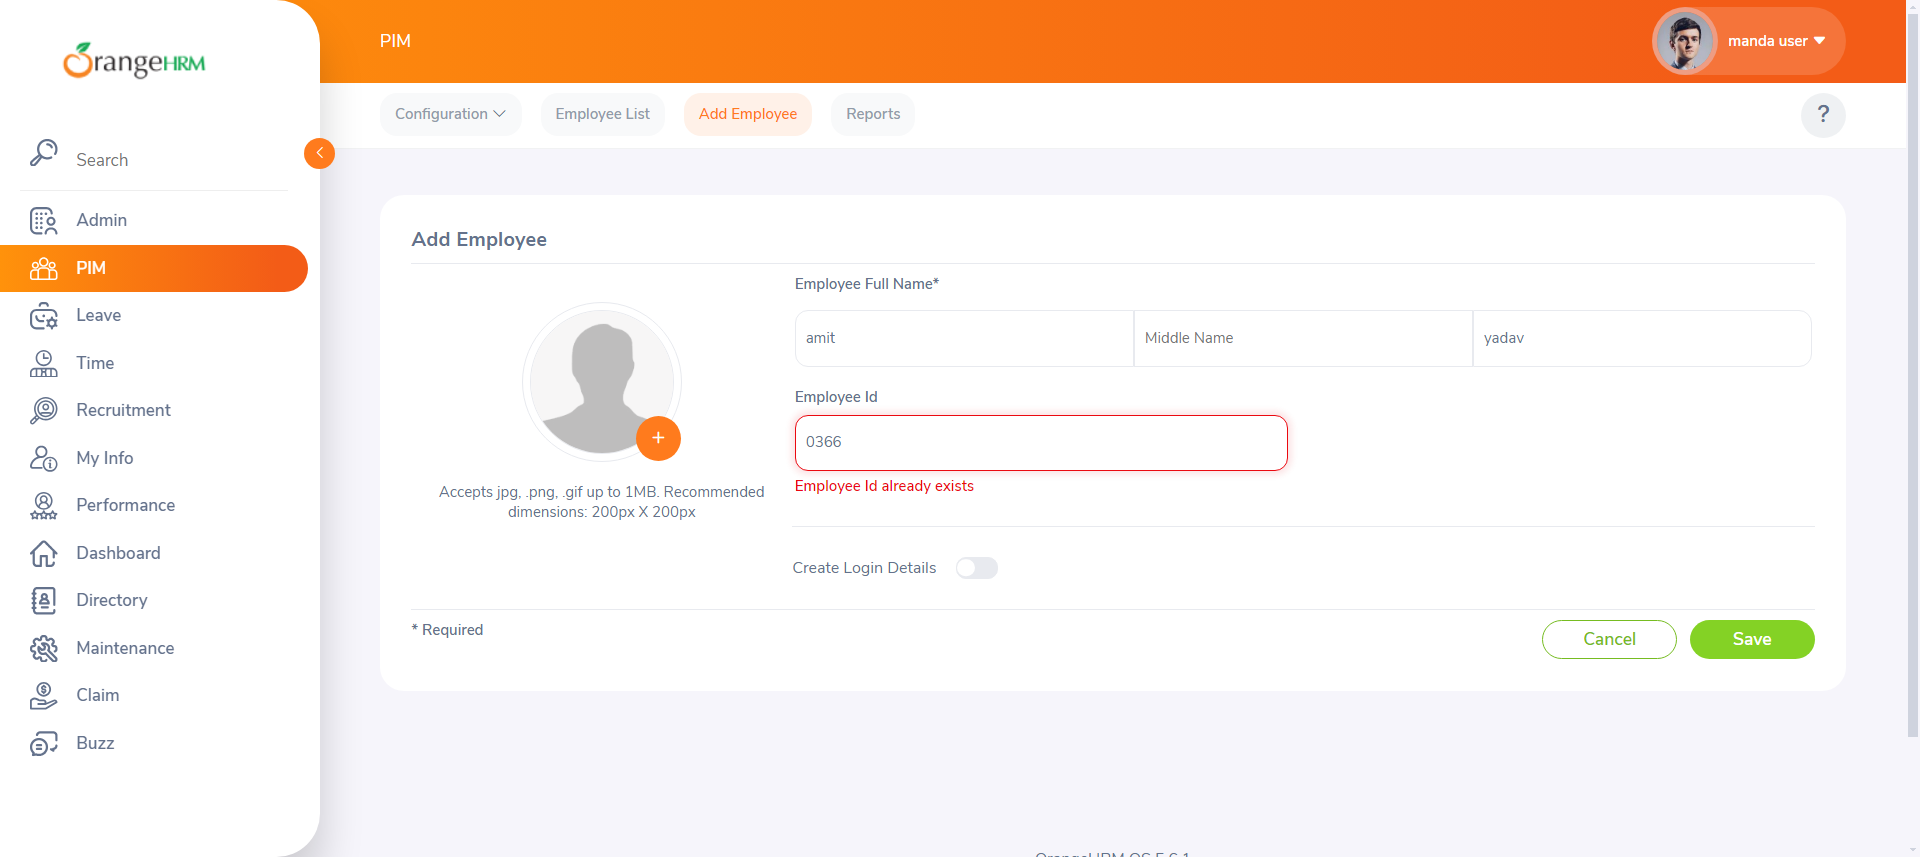 OrangeHRM
PIM
manda user
Configuration
Employee List
Add Employee
Reports
?
Search
Admin
PIM
Leave
Time
Recruitment
My Info
Performance
Dashboard
Directory
Maintenance
Claim
Buzz
Add Employee
Employee Full Name*
amit
Middle Name
yadav
Employee Id
0366
Employee Id already exists
Accepts jpg, .png, .gif up to 1MB. Recommended
dimensions: 200px X 200px
Create Login Details
* Required
Cancel
Save